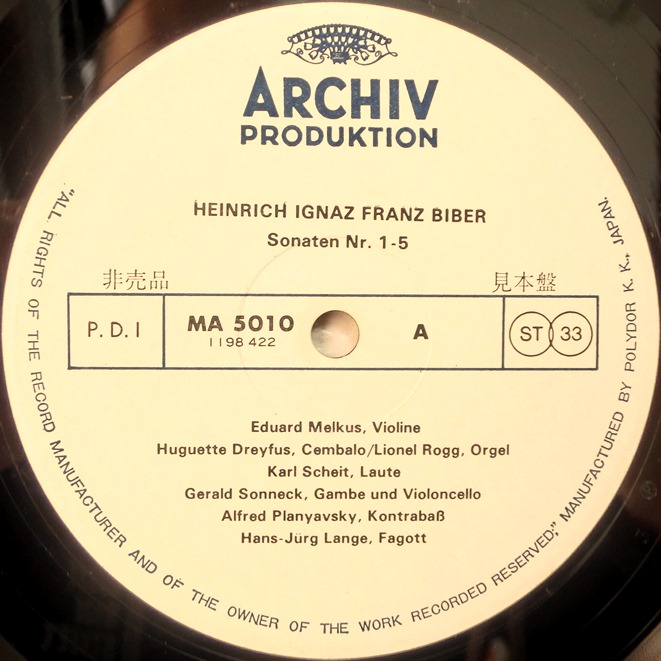 ARCHIV
PRODUKTION
HEINRICH IGNAZ FRANZ BIBER
Sonaten Nr. 1-5
非売品
見本盤
P.D.I
MA 5010
1198 422
A
ST 33
Eduard Melkus, Violine
Huguette Dreyfus, Cembalo/Lionel Rogg, Orgel
Karl Scheit, Laute
Gerald Sonneck, Gambe und Violoncello
Alfred Planyavsky, Kontrabaß
Hans-Jürg Lange, Fagott
"ALL RIGHTS OF THE RECORD MANUFACTURER AND OF THE OWNER OF THE WORK RECORDED RESERVED;" MANUFACTURED BY POLYDOR K. K., JAPAN.
Ⓟ